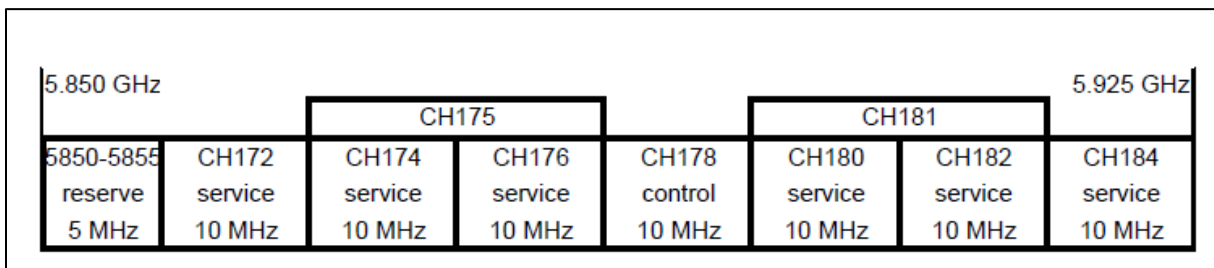 5.850 GHz 5.925 GHz
CH175 CH181
5850-5855 CH172 CH174 CH176 CH178 CH180 CH182 CH184
reserve service service service control service service service
5 MHz 10 MHz 10 MHz 10 MHz 10 MHz 10 MHz 10 MHz 10 MHz